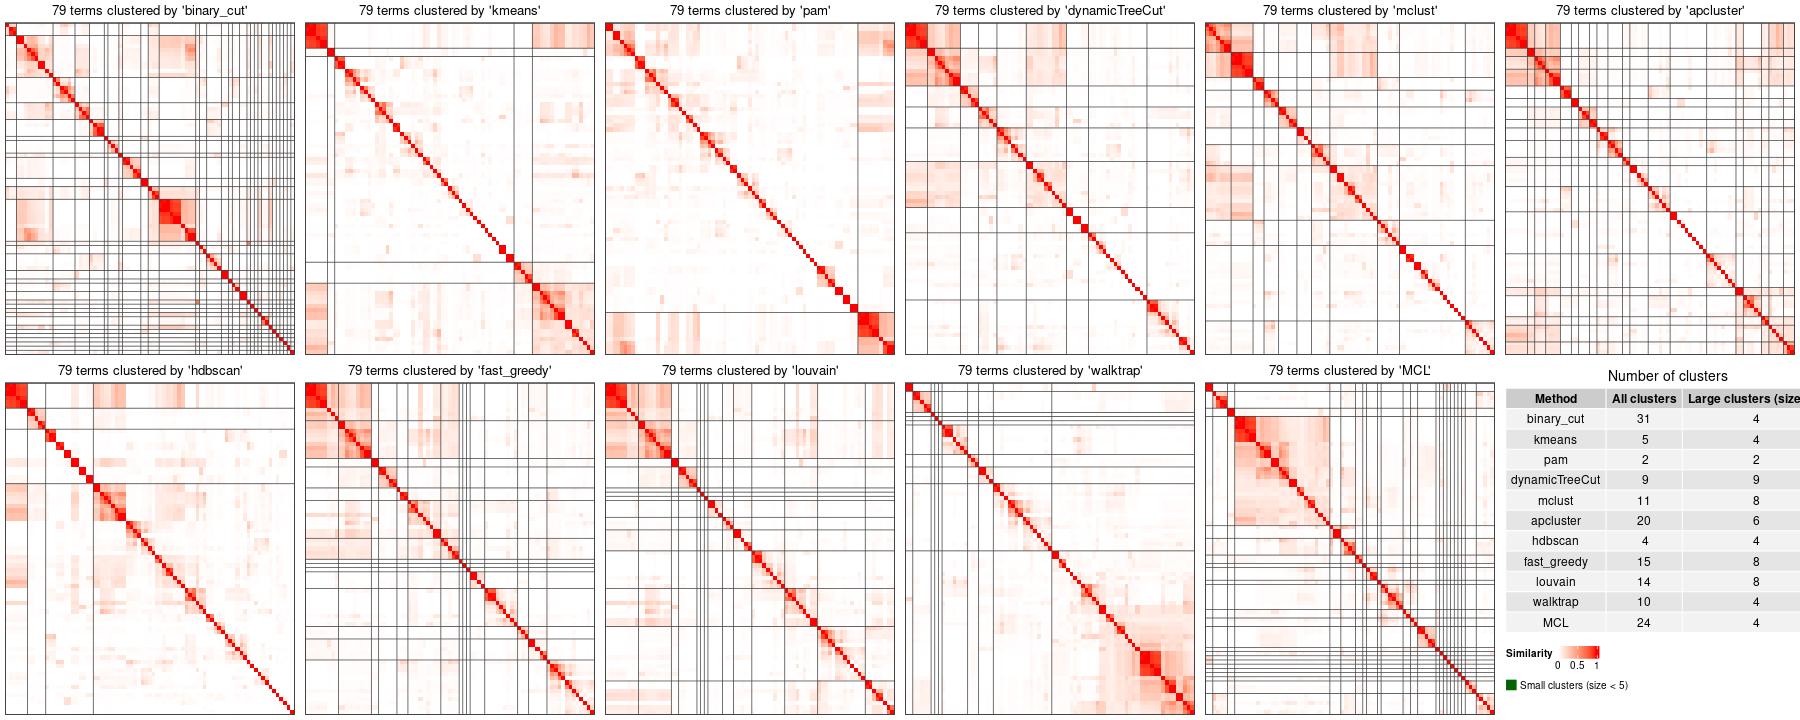 79 terms clustered by 'binary_cut'
79 terms clustered by 'kmeans'
79 terms clustered by 'pam'
79 terms clustered by 'dynamicTreeCut'
79 terms clustered by 'mclust'
79 terms clustered by 'apcluster'
79 terms clustered by 'hdbscan'
79 terms clustered by 'fast_greedy'
79 terms clustered by 'louvain'
79 terms clustered by 'walktrap'
79 terms clustered by 'MCL'
Number of clusters
Method All clusters Large clusters (size
binary_cut 31 4
kmeans 5 4
pam 2 2
dynamicTreeCut 9 9
mclust 11 8
apcluster 20 6
hdbscan 4 4
fast_greedy 15 8
louvain 14 8
walktrap 10 4
MCL 24 4
Similarity
0 0.5 1
Small clusters (size < 5)